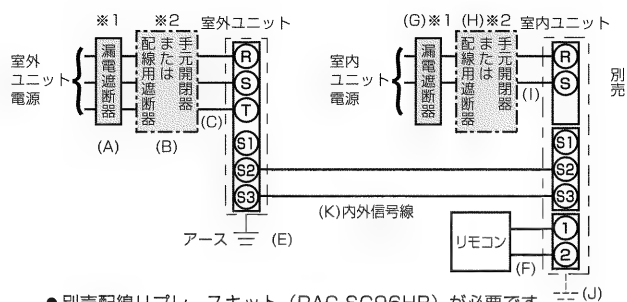 ※1
※2
室外ユニット
(G)※1
(H)※2
室内ユニット
室外
ユニット
電源
漏電遮断器
手元開閉器
または
配線用遮断器
R
S
T
S1
S2
S3
(A)
(B)
(C)
室内
ユニット
電源
漏電遮断器
手元開閉器
または
配線用遮断器
(I)
R
S
S1
S2
S3
1
2
別売
(K)内外信号線
アース
(E)
リモコン
(F)
(J)